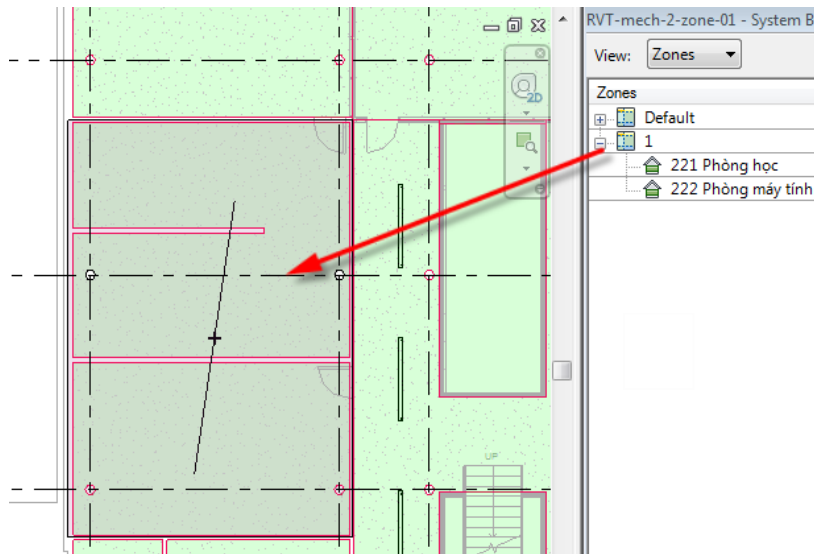 RVT-mech-2-zone-01 - System B
View: Zones
Zones
Default
1
221 Phòng học
222 Phòng máy tính
2D
UP